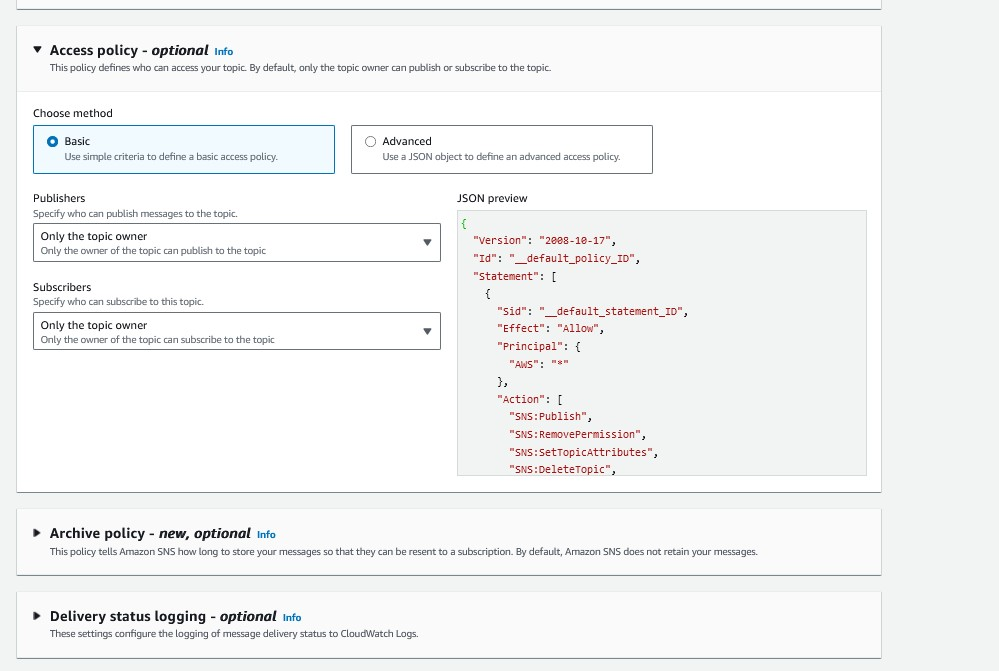 Access policy - optional Info
This policy defines who can access your topic. By default, only the topic owner can publish or subscribe to the topic.
Choose method
Basic
Use simple criteria to define a basic access policy.
Advanced
Use a JSON object to define an advanced access policy.
Publishers
Specify who can publish messages to the topic.
Only the topic owner
Only the owner of the topic can publish to the topic
Subscribers
Specify who can subscribe to this topic.
Only the topic owner
Only the owner of the topic can subscribe to the topic
JSON preview
{
"Version": "2008-10-17",
"Id": "__default_policy_ID",
"Statement": [
{
"Sid": "__default_statement_ID",
"Effect": "Allow",
"Principal": {
"AWS": "*"
},
"Action": [
"SNS:Publish",
"SNS:RemovePermission",
"SNS:SetTopicAttributes",
"SNS:DeleteTopic",
Archive policy - new, optional Info
This policy tells Amazon SNS how long to store your messages so that they can be resent to a subscription. By default, Amazon SNS does not retain your messages.
Delivery status logging - optional Info
These settings configure the logging of message delivery status to CloudWatch Logs.